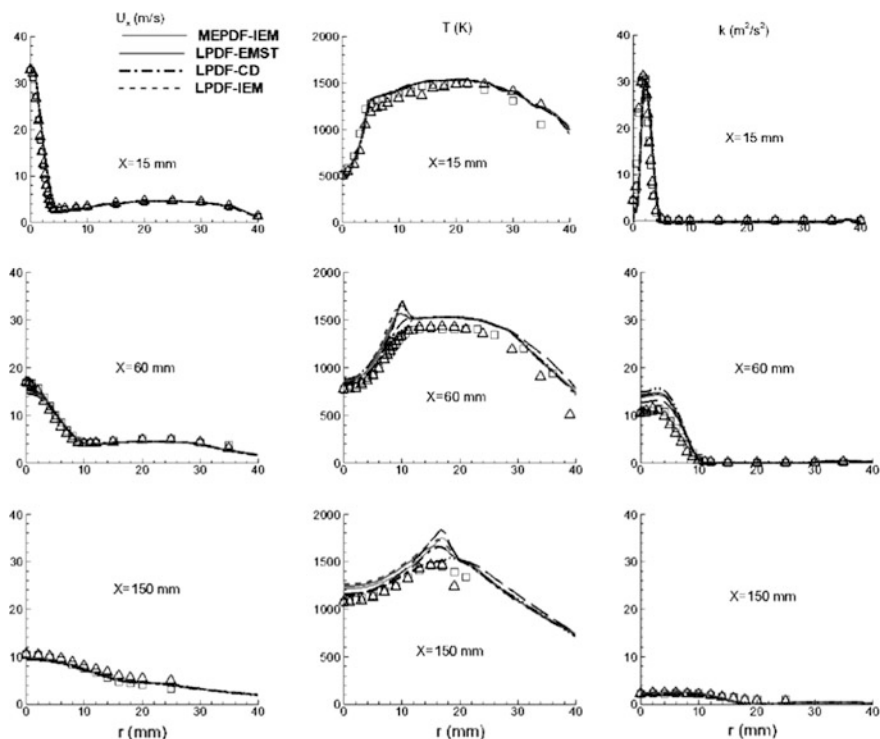 Uₓ (m/s)
MEPDF-IEM
LPDF-EMST
LPDF-CD
LPDF-IEM
40
30
20
10
0
0 10 20 30 40
X=15 mm
T (K)
2000
1500
1000
500
0
0 10 20 30 40
X=15 mm
k (m²/s²)
40
30
20
10
0
0 10 20 30 40
X=15 mm
40
30
20
10
0
0 10 20 30 40
X=60 mm
2000
1500
1000
500
0
0 10 20 30 40
X=60 mm
40
30
20
10
0
0 10 20 30 40
X=60 mm
40
30
20
10
0
0 10 20 30 40
X=150 mm
r (mm)
2000
1500
1000
500
0
0 10 20 30 40
X=150 mm
r (mm)
40
30
20
10
0
0 10 20 30 40
X=150 mm
r (mm)